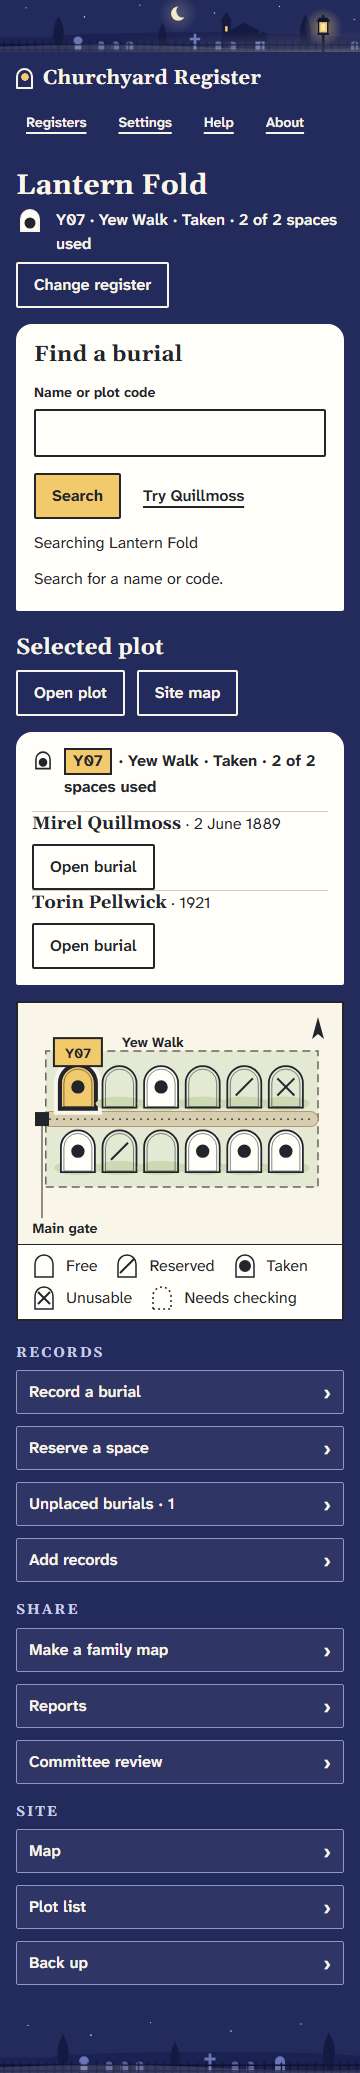 Churchyard Register
Registers Settings Help About
Lantern Fold
Y07 · Yew Walk · Taken · 2 of 2 spaces
used
Change register
Find a burial
Name or plot code
Search Try Quillmoss
Searching Lantern Fold
Search for a name or code.
Selected plot
Open plot Site map
Y07 · Yew Walk · Taken · 2 of 2
spaces used
Mirel Quillmoss · 2 June 1889
Open burial
Torin Pellwick · 1921
Open burial
Yew Walk
Y07
Main gate
Free Reserved Taken
Unusable Needs checking
RECORDS
Record a burial ›
Reserve a space ›
Unplaced burials · 1 ›
Add records ›
SHARE
Make a family map ›
Reports ›
Committee review ›
SITE
Map ›
Plot list ›
Back up ›